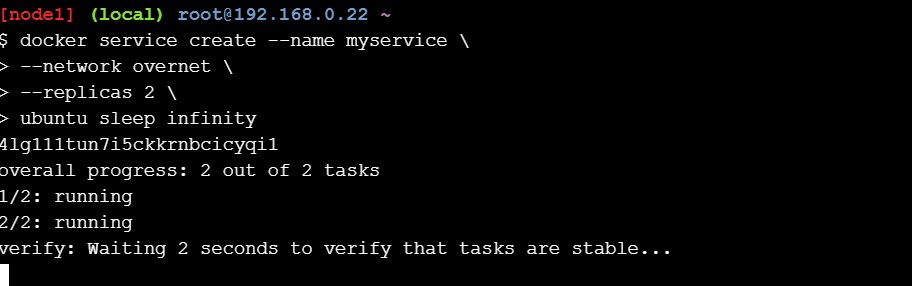 [node1] (local) root@192.168.0.22 ~
$ docker service create --name myservice \
> --network overnet \
> --replicas 2 \
> ubuntu sleep infinity
4lg111tun7i5ckkrnbcicyqi1
overall progress: 2 out of 2 tasks
1/2: running
2/2: running
verify: Waiting 2 seconds to verify that tasks are stable...